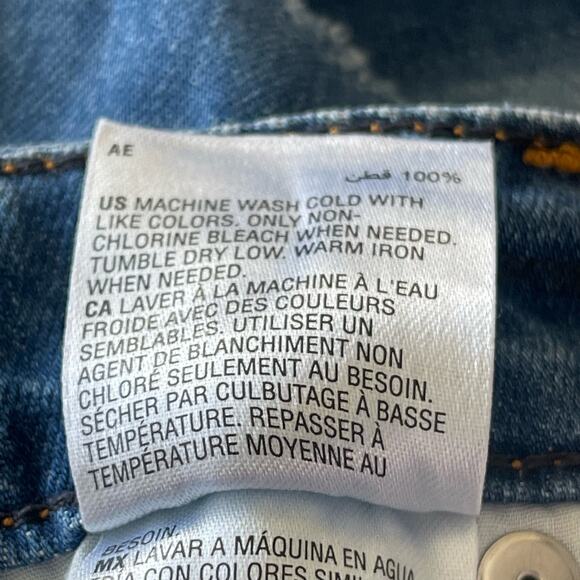 AE
100% قطن
US MACHINE WASH COLD WITH
LIKE COLORS. ONLY NON-
CHLORINE BLEACH WHEN NEEDED.
TUMBLE DRY LOW. WARM IRON
WHEN NEEDED.
CA LAVER À LA MACHINE À L'EAU
FROIDE AVEC DES COULEURS
SEMBLABLES. UTILISER UN
AGENT DE BLANCHIMENT NON
CHLORÉ SEULEMENT AU BESOIN.
SÉCHER PAR CULBUTAGE À BASSE
TEMPÉRATURE. REPASSER À
TEMPÉRATURE MOYENNE AU
BESOIN.
MX LAVAR A MÁQUINA EN AGUA
CON COLORES